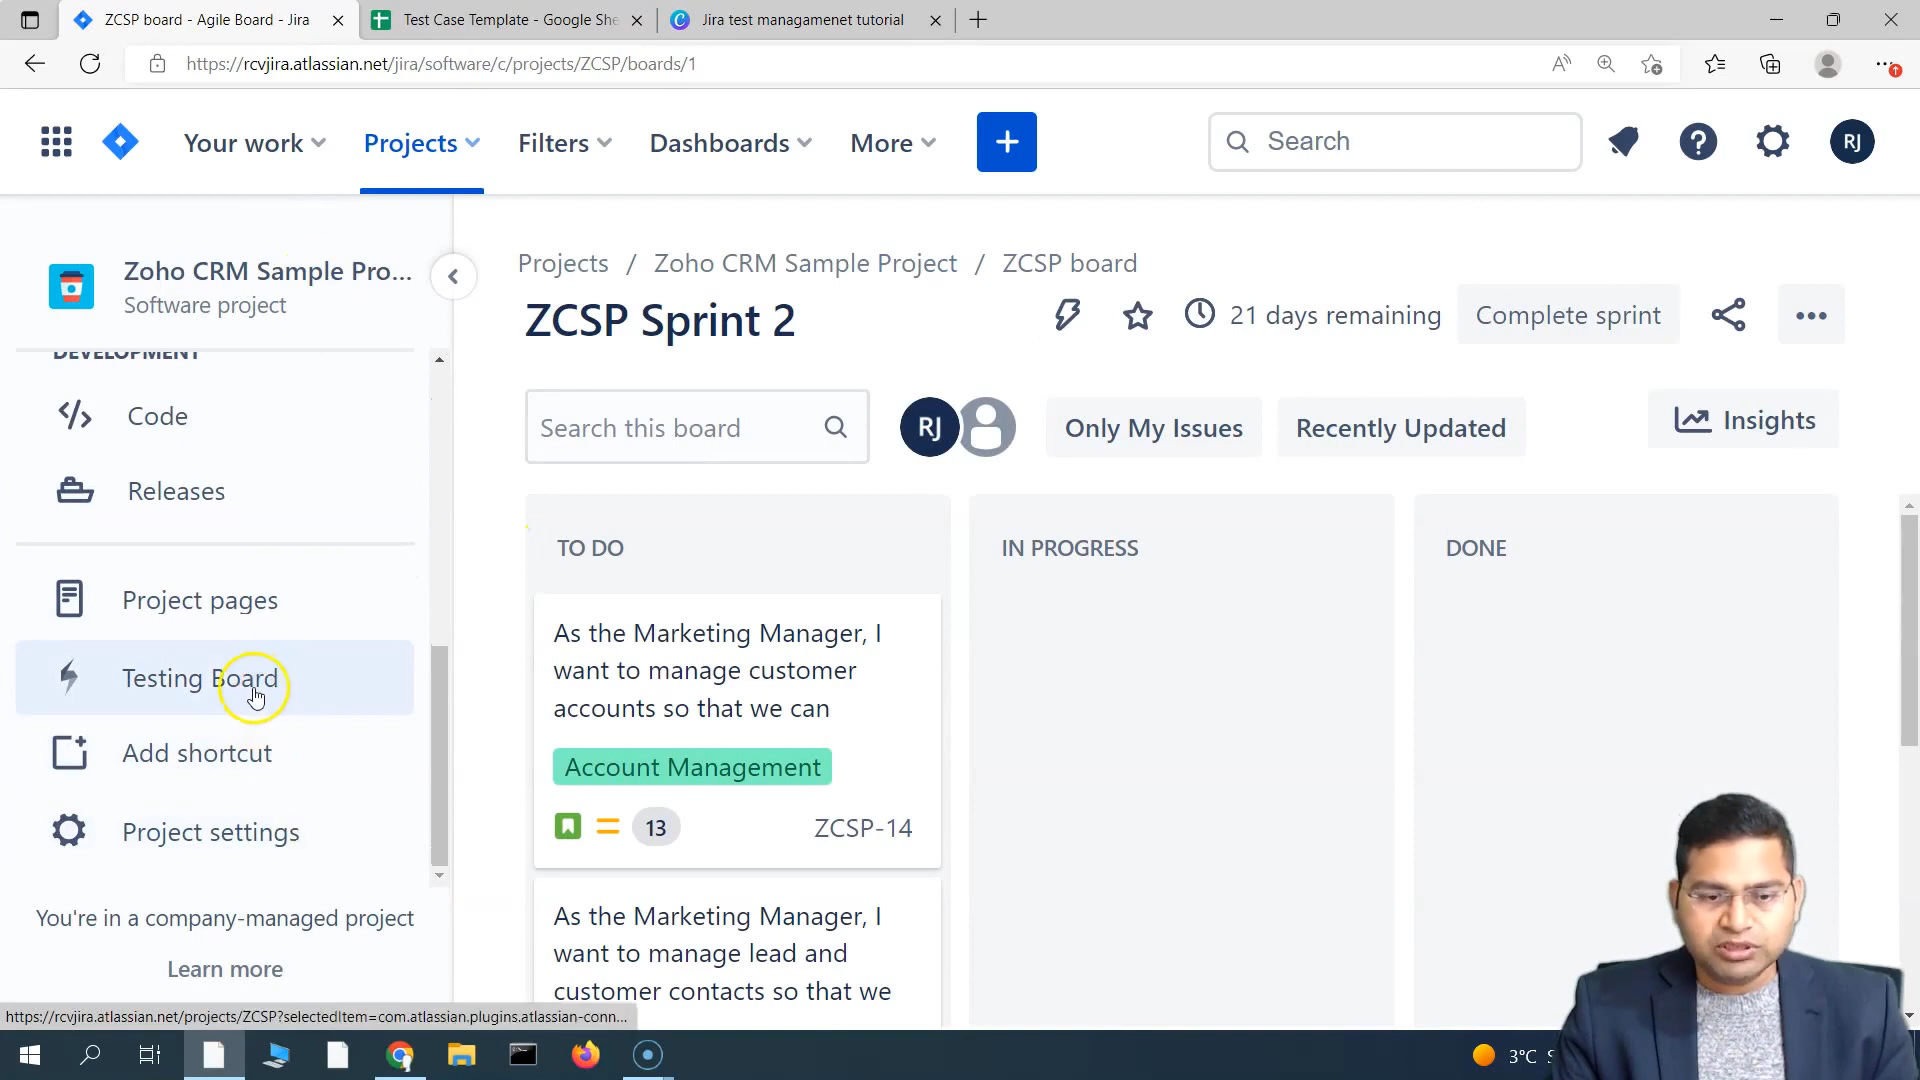 ZCSP board - Agile Board - Jira
Test Case Template - Google She
Jira test managamenet tutorial
https://rcvjira.atlassian.net/jira/software/c/projects/ZCSP/boards/1
Your work
Projects
Filters
Dashboards
More
Search
RJ
Zoho CRM Sample Pro...
Software project
DEVELOPMENT
Code
Releases
Project pages
Testing Board
Add shortcut
Project settings
You're in a company-managed project
Learn more
https://rcvjira.atlassian.net/projects/ZCSP?selectedItem=com.atlassian.plugins.atlassian-conn...
Projects / Zoho CRM Sample Project / ZCSP board
ZCSP Sprint 2
21 days remaining
Complete sprint
Search this board
RJ
Only My Issues
Recently Updated
Insights
TO DO
IN PROGRESS
DONE
As the Marketing Manager, I
want to manage customer
accounts so that we can
Account Management
13
ZCSP-14
As the Marketing Manager, I
want to manage lead and
customer contacts so that we
3°C